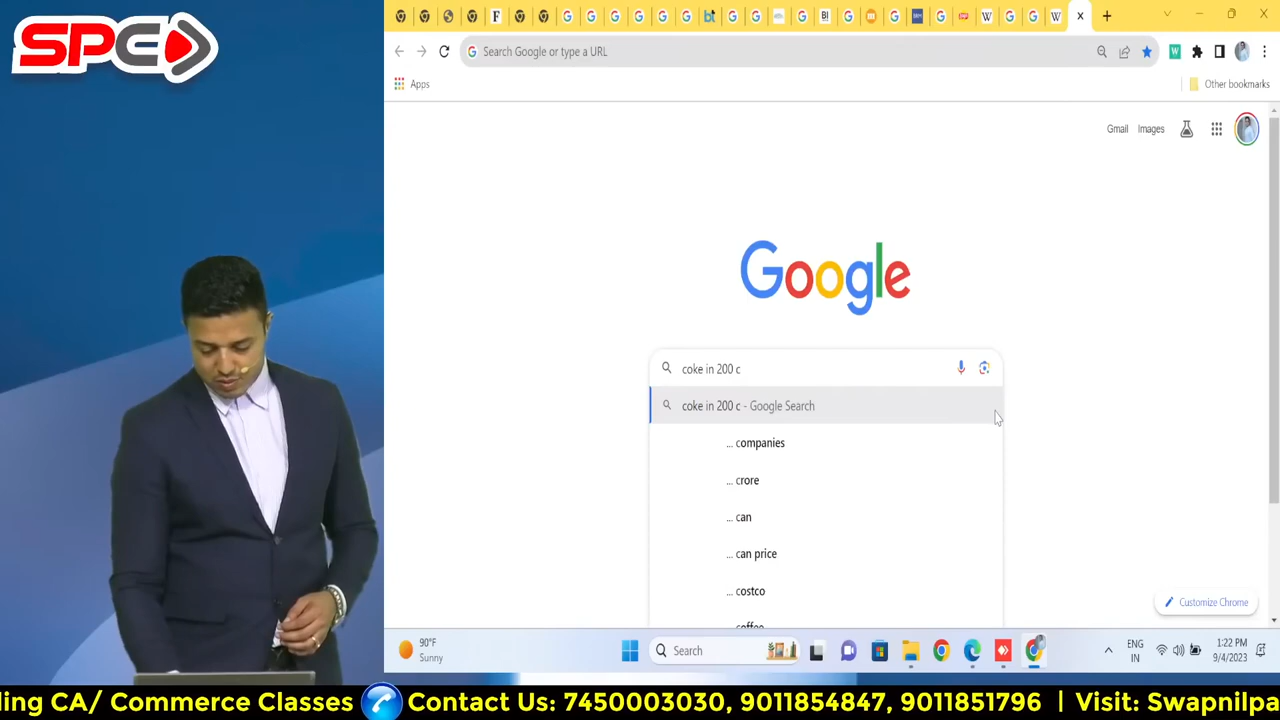 SPE
Search Google or type a URL
W
Apps
Other bookmarks
Gmail
Images
Google
coke in 200 c
coke in 200 c - Google Search
... companies
... crore
... can
... can price
... costco
... coffee
Customize Chrome
90°F
Sunny
Search
ENG
IN
1:22 PM
9/4/2023
ling CA/ Commerce Classes Contact Us: 7450003030, 9011854847, 9011851796 | Visit: Swapnilpa